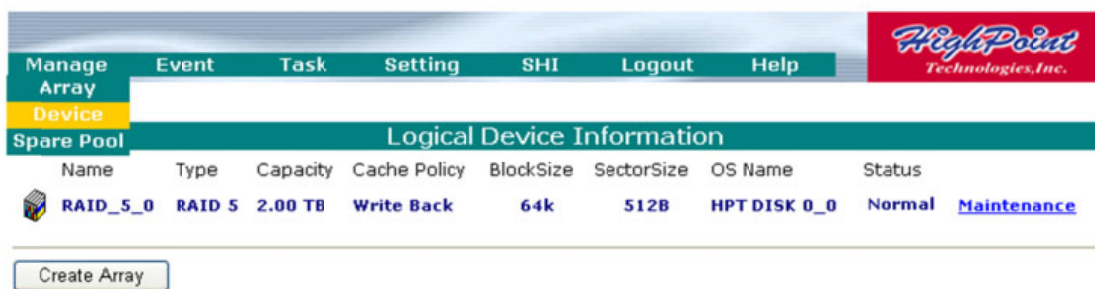 HighPoint
Technologies,Inc.
Manage Event Task Setting SHI Logout Help
Array
Device
Spare Pool
Logical Device Information
Name Type Capacity Cache Policy BlockSize SectorSize OS Name Status
RAID_5_0 RAID 5 2.00 TB Write Back 64k 512B HPT DISK 0_0 Normal Maintenance
Create Array